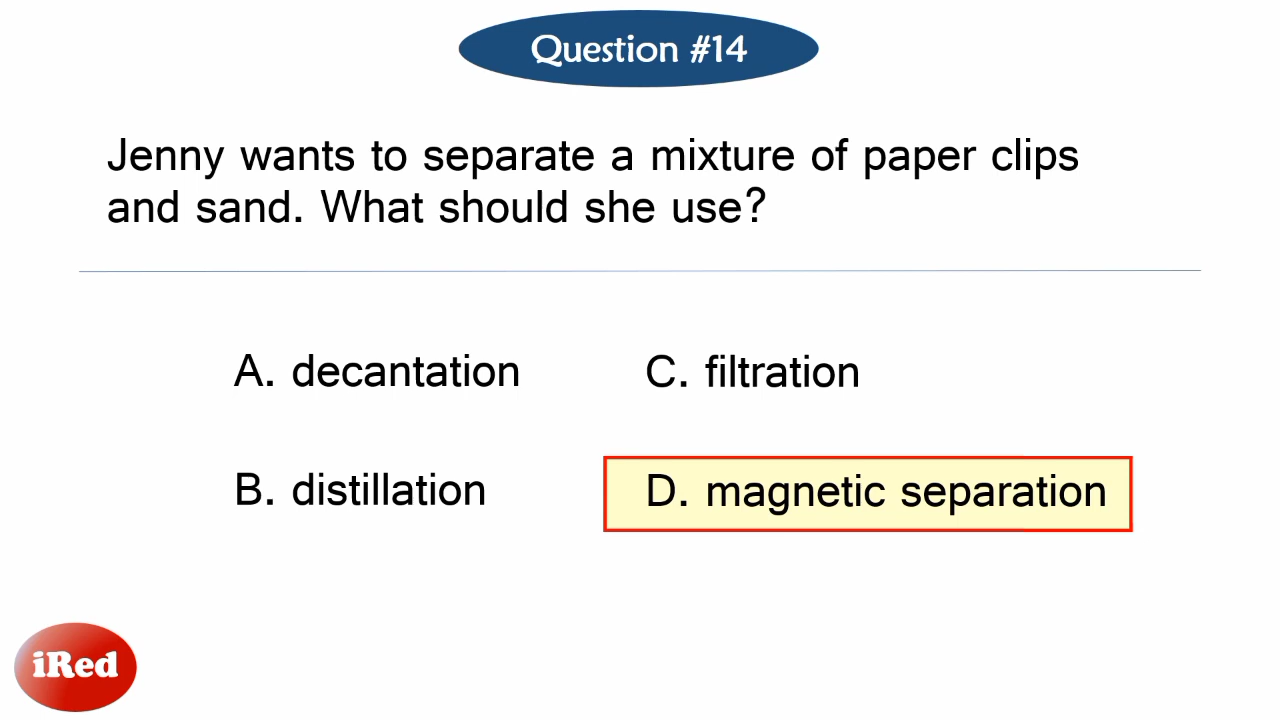 Question #14
Jenny wants to separate a mixture of paper clips
and sand. What should she use?
A. decantation
C. filtration
B. distillation
D. magnetic separation
iRed